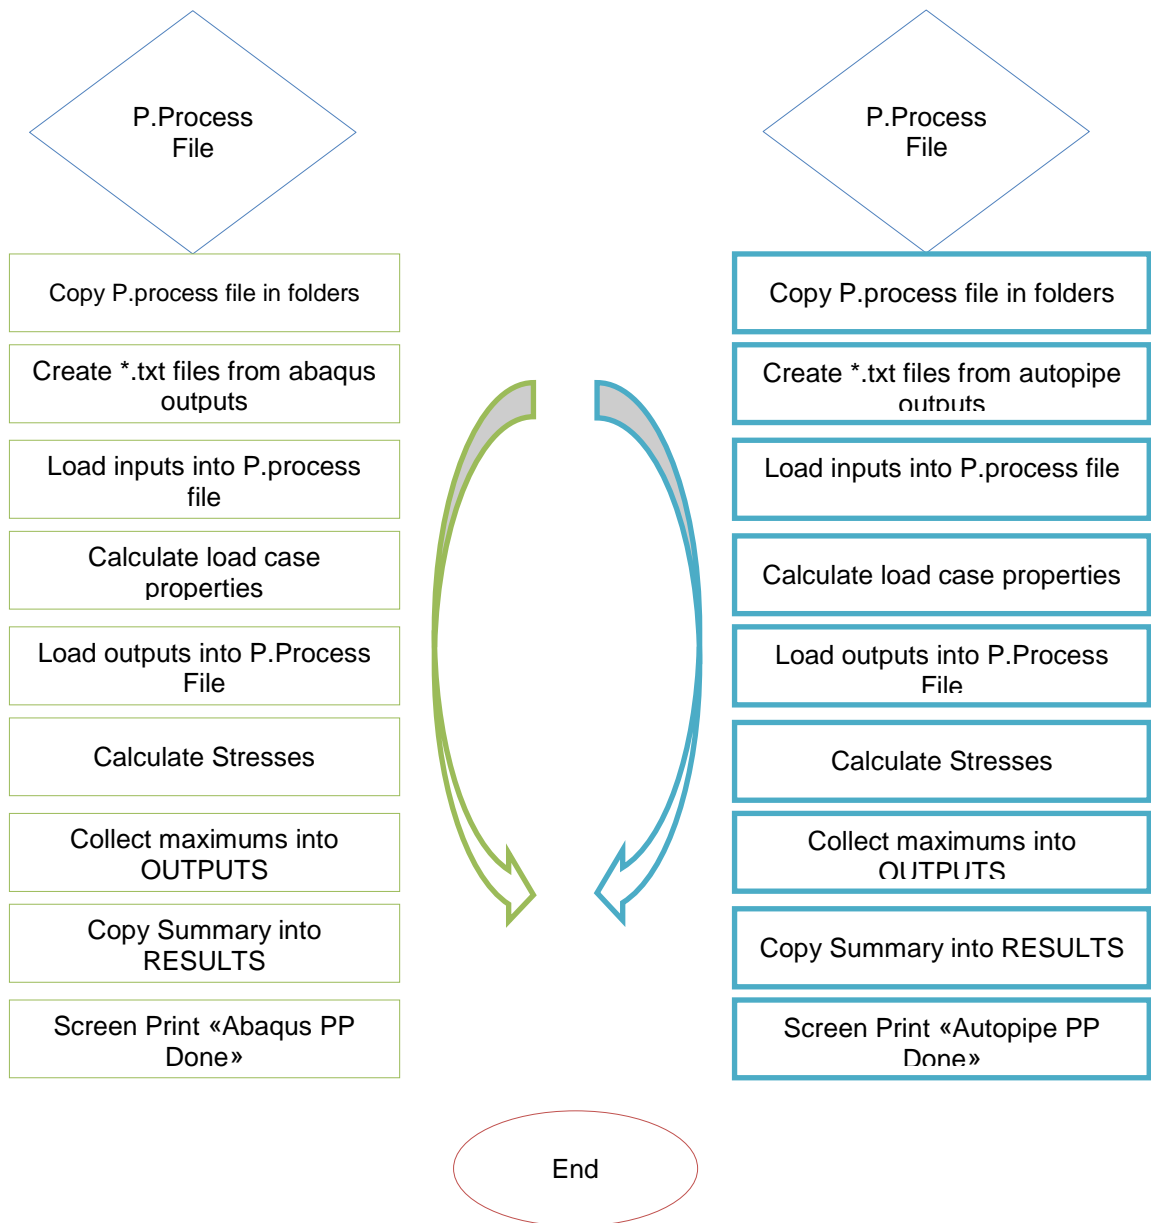 P.Process
File
Copy P.process file in folders
Create *.txt files from abaqus
outputs
Load inputs into P.process
file
Calculate load case
properties
Load outputs into P.Process
File
Calculate Stresses
Collect maximums into
OUTPUTS
Copy Summary into
RESULTS
Screen Print «Abaqus PP
Done»
P.Process
File
Copy P.process file in folders
Create *.txt files from autopipe
outputs
Load inputs into P.process file
Calculate load case properties
Load outputs into P.Process
File
Calculate Stresses
Collect maximums into
OUTPUTS
Copy Summary into RESULTS
Screen Print «Autopipe PP
Done»
End